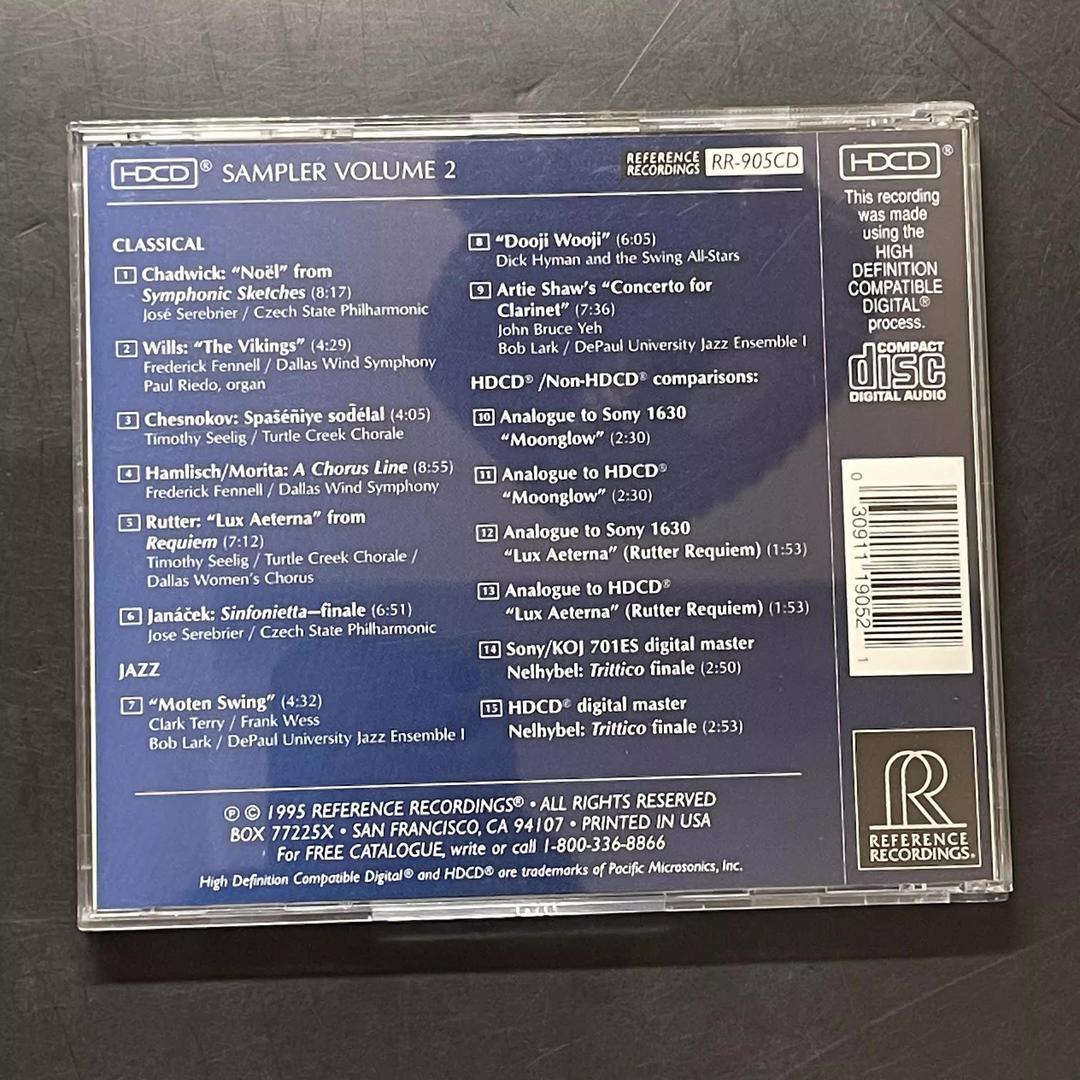 HDCD® SAMPLER VOLUME 2
REFERENCE RECORDINGS RR-905CD
CLASSICAL
1 Chadwick: “Noël” from
Symphonic Sketches (8:17)
José Serebrier / Czech State Philharmonic
2 Wills: “The Vikings” (4:29)
Frederick Fennell / Dallas Wind Symphony
Paul Riedo, organ
3 Chesnokov: Spaséñiye sod̄élal (4:05)
Timothy Seelig / Turtle Creek Chorale
4 Hamlisch/Morita: A Chorus Line (8:55)
Frederick Fennell / Dallas Wind Symphony
5 Rutter: “Lux Aeterna” from
Requiem (7:12)
Timothy Seelig / Turtle Creek Chorale /
Dallas Women’s Chorus
6 Janáček: Sinfonietta—finale (6:51)
Jose Serebrier / Czech State Philharmonic
JAZZ
7 “Moten Swing” (4:32)
Clark Terry / Frank Wess
Bob Lark / DePaul University Jazz Ensemble I
8 “Dooji Wooji” (6:05)
Dick Hyman and the Swing All-Stars
9 Artie Shaw’s “Concerto for
Clarinet” (7:36)
John Bruce Yeh
Bob Lark / DePaul University Jazz Ensemble I
HDCD® /Non-HDCD® comparisons:
10 Analogue to Sony 1630
“Moonglow” (2:30)
11 Analogue to HDCD®
“Moonglow” (2:30)
12 Analogue to Sony 1630
“Lux Aeterna” (Rutter Requiem) (1:53)
13 Analogue to HDCD®
“Lux Aeterna” (Rutter Requiem) (1:53)
14 Sony/KOJ 701ES digital master
Nelhybel: Trittico finale (2:50)
15 HDCD® digital master
Nelhybel: Trittico finale (2:53)
℗ © 1995 REFERENCE RECORDINGS® • ALL RIGHTS RESERVED
BOX 77225X • SAN FRANCISCO, CA 94107 • PRINTED IN USA
For FREE CATALOGUE, write or call 1-800-336-8866
High Definition Compatible Digital® and HDCD® are trademarks of Pacific Microsonics, Inc.
HDCD®
This recording
was made
using the
HIGH
DEFINITION
COMPATIBLE
DIGITAL®
process.
COMPACT
disc
DIGITAL AUDIO
0 30911 19052 1
RR
REFERENCE
RECORDINGS®